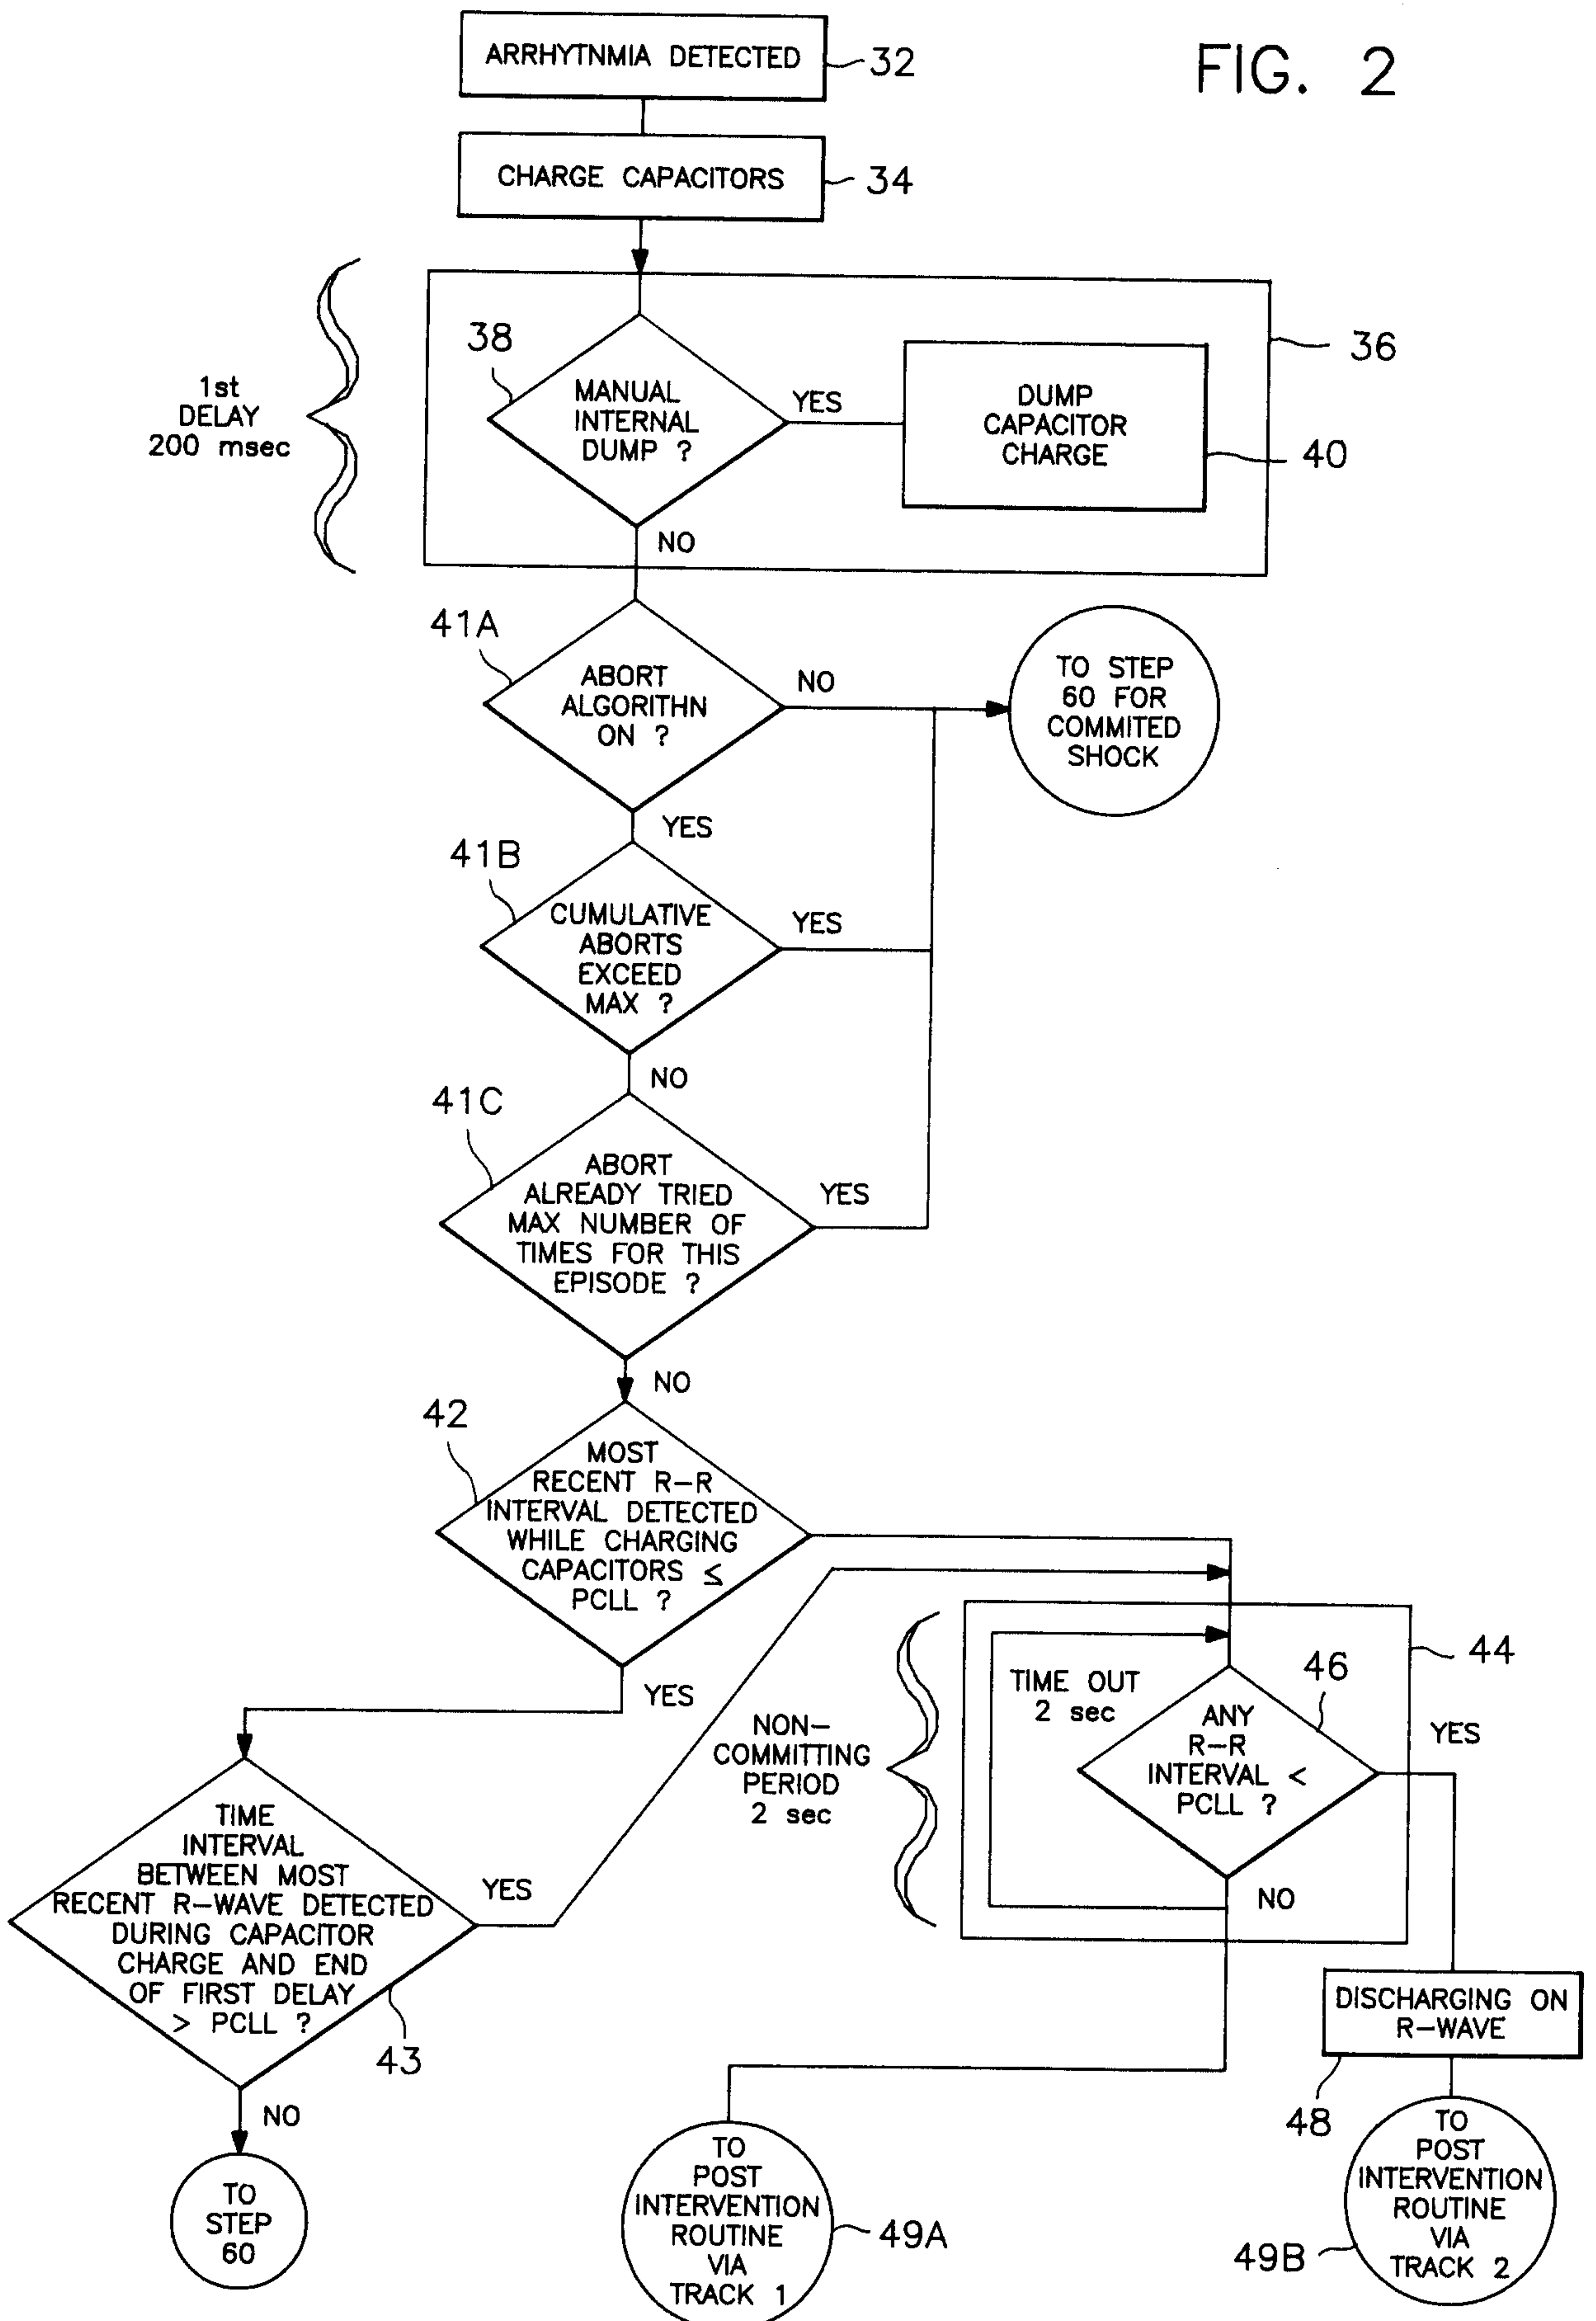 FIG. 2
ARRHYTNMIA DETECTED
32
CHARGE CAPACITORS
34
1st
DELAY
200 msec
36
38
MANUAL
INTERNAL
DUMP ?
YES
DUMP
CAPACITOR
CHARGE
40
NO
41A
ABORT
ALGORITHN
ON ?
NO
TO STEP
60 FOR
COMMITED
SHOCK
YES
41B
CUMULATIVE
ABORTS
EXCEED
MAX ?
YES
NO
41C
ABORT
ALREADY TRIED
MAX NUMBER OF
TIMES FOR THIS
EPISODE ?
YES
NO
42
MOST
RECENT R-R
INTERVAL DETECTED
WHILE CHARGING
CAPACITORS ≤
PCLL ?
YES
NON-
COMMITTING
PERIOD
2 sec
TIME OUT
2 sec
44
46
ANY
R-R
INTERVAL <
PCLL ?
YES
NO
TIME
INTERVAL
BETWEEN MOST
RECENT R-WAVE DETECTED
DURING CAPACITOR
CHARGE AND END
OF FIRST DELAY
> PCLL ?
YES
43
NO
TO
STEP
60
DISCHARGING ON
R-WAVE
48
TO
POST
INTERVENTION
ROUTINE
VIA
TRACK 1
49A
TO
POST
INTERVENTION
ROUTINE
VIA
TRACK 2
49B